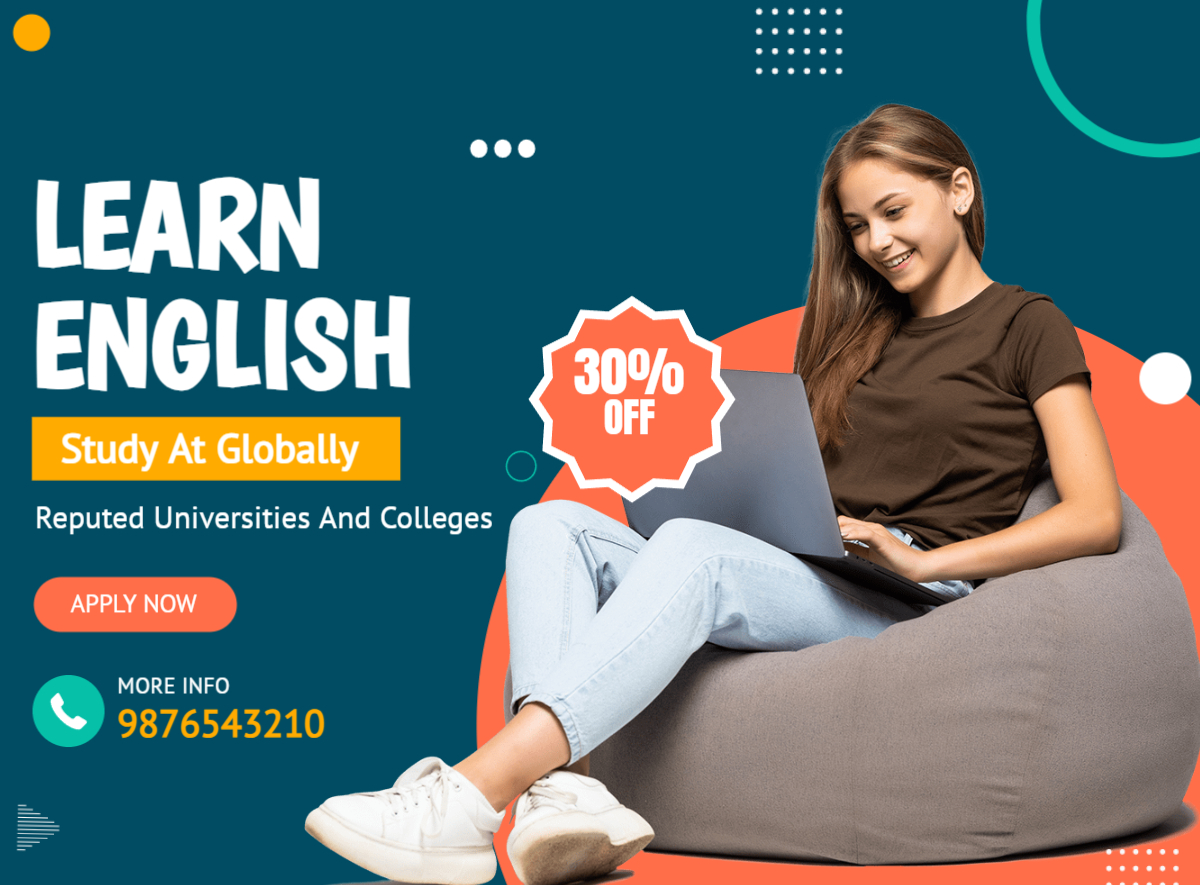 LEARN
ENGLISH
Study At Globally
Reputed Universities And Colleges
APPLY NOW
MORE INFO
9876543210
30%
OFF